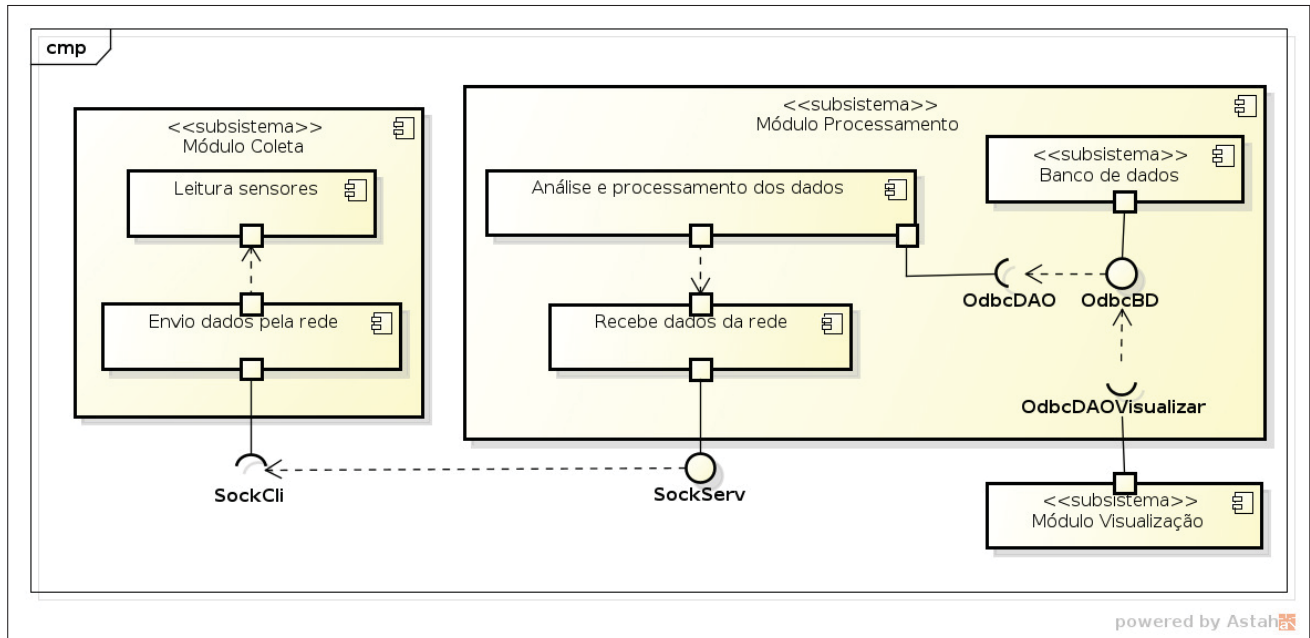 cmp
<<subsistema>>
Módulo Coleta
Leitura sensores
Envio dados pela rede
SockCli
<<subsistema>>
Módulo Processamento
Análise e processamento dos dados
Recebe dados da rede
SockServ
<<subsistema>>
Banco de dados
OdbcDAO
OdbcBD
OdbcDAOVisualizar
<<subsistema>>
Módulo Visualização
powered by Astah